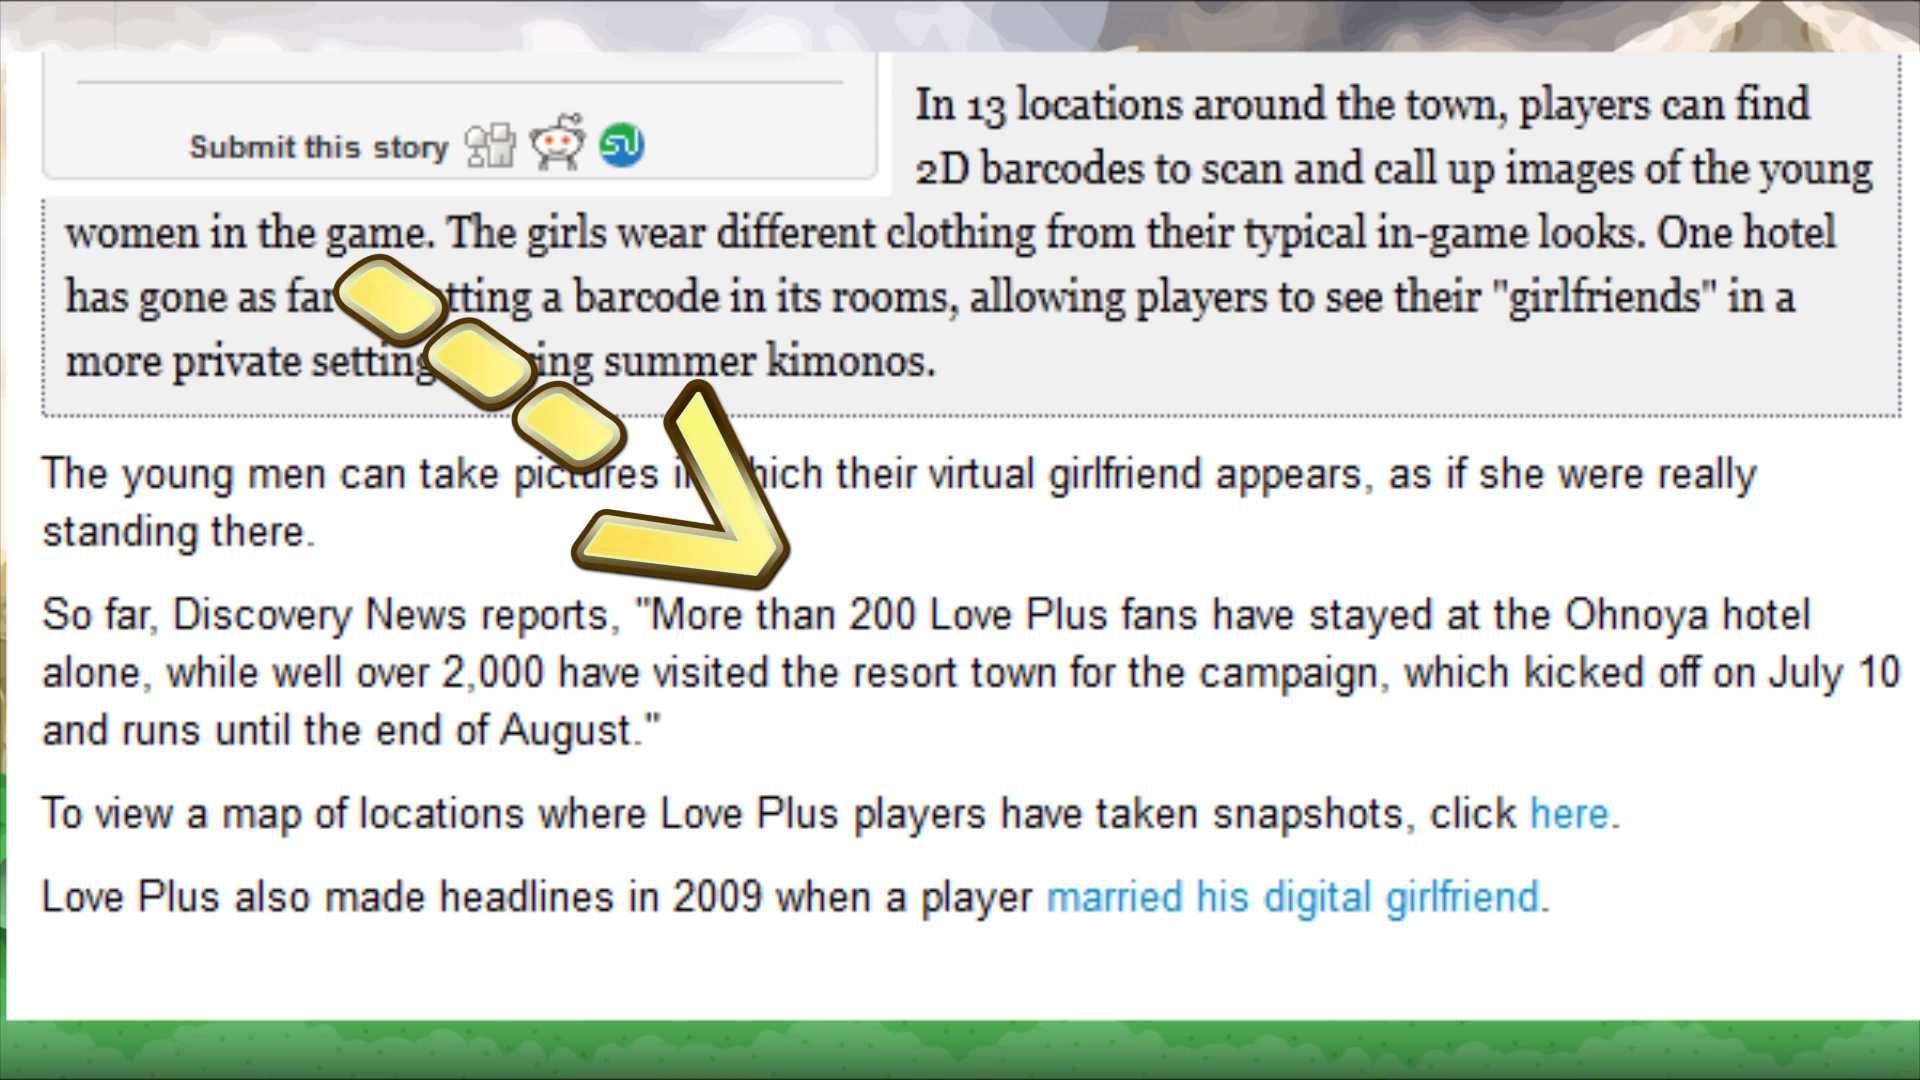 Submit this story
In 13 locations around the town, players can find
2D barcodes to scan and call up images of the young
women in the game. The girls wear different clothing from their typical in-game looks. One hotel
has gone as far tting a barcode in its rooms, allowing players to see their "girlfriends" in a
more private setting ing summer kimonos.
The young men can take pictures i hich their virtual girlfriend appears, as if she were really
standing there.
So far, Discovery News reports, "More than 200 Love Plus fans have stayed at the Ohnoya hotel
alone, while well over 2,000 have visited the resort town for the campaign, which kicked off on July 10
and runs until the end of August."
To view a map of locations where Love Plus players have taken snapshots, click here.
Love Plus also made headlines in 2009 when a player married his digital girlfriend.